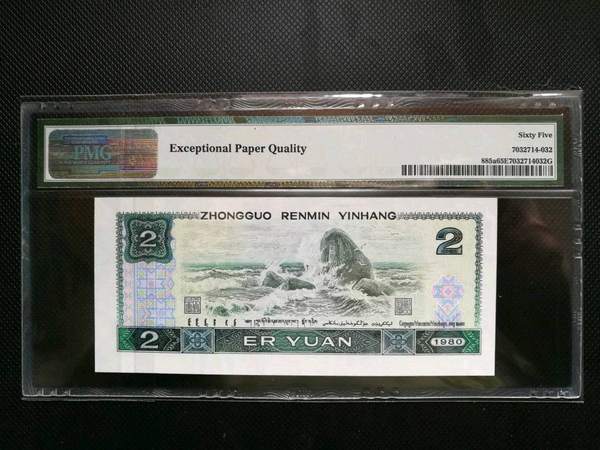 PMG
Exceptional Paper Quality
Sixty Five
7032714-032
885a65E7032714032G
ZHONGGUO RENMIN YINHANG
2
2
2
ER YUAN
1980